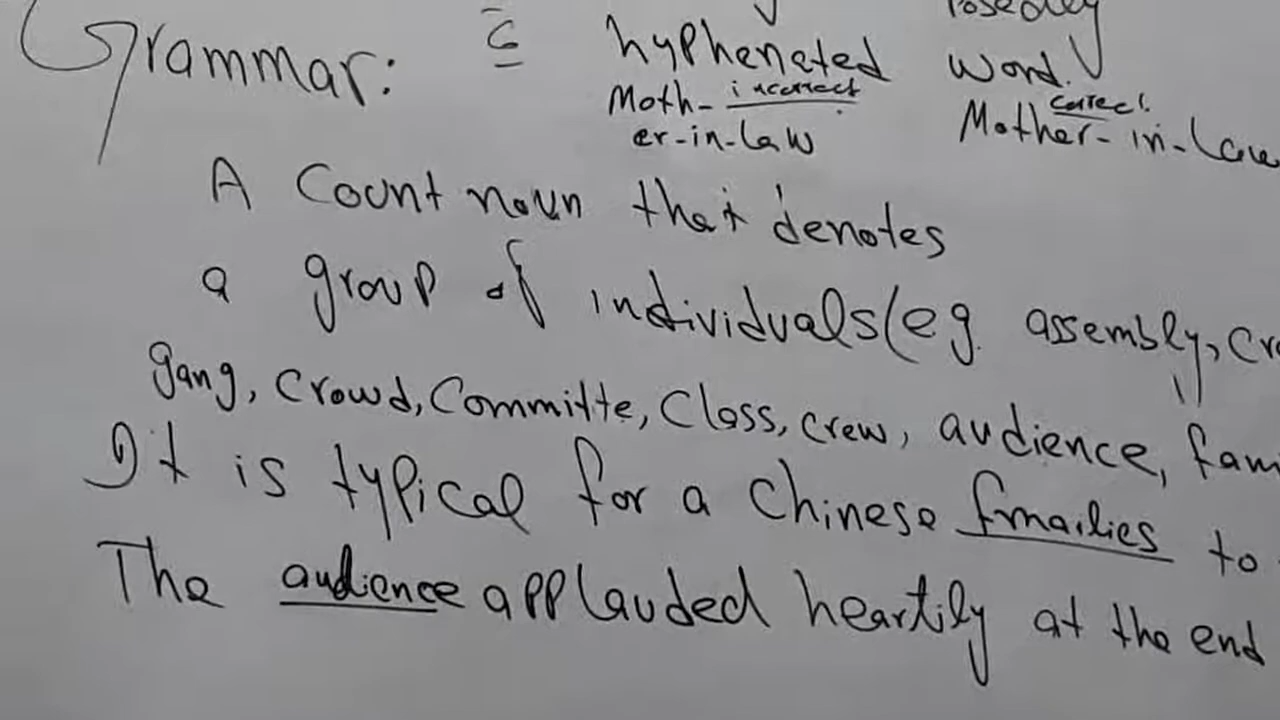 Grammar: hyphenated word.
Moth- incorrect
er-in-law
correct
Mother-in-Law
A Count noun that denotes
a group of individuals(eg. assembly,
gang, Crowd, Committe, Class, crew, audience, fam
It is typical for a Chinese fmailies to
The audience applauded heartily at the end